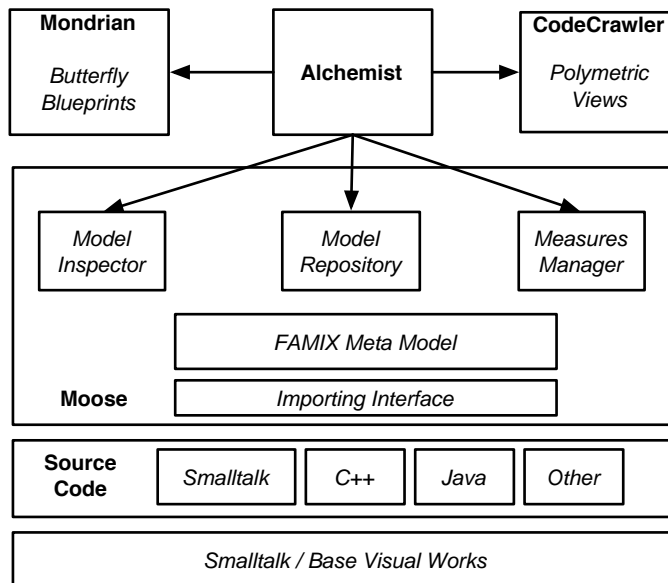 Mondrian
Butterfly
Blueprints
Alchemist
CodeCrawler
Polymetric
Views
Model
Inspector
Model
Repository
Measures
Manager
FAMIX Meta Model
Moose
Importing Interface
Source
Code
Smalltalk
C++
Java
Other
Smalltalk / Base Visual Works